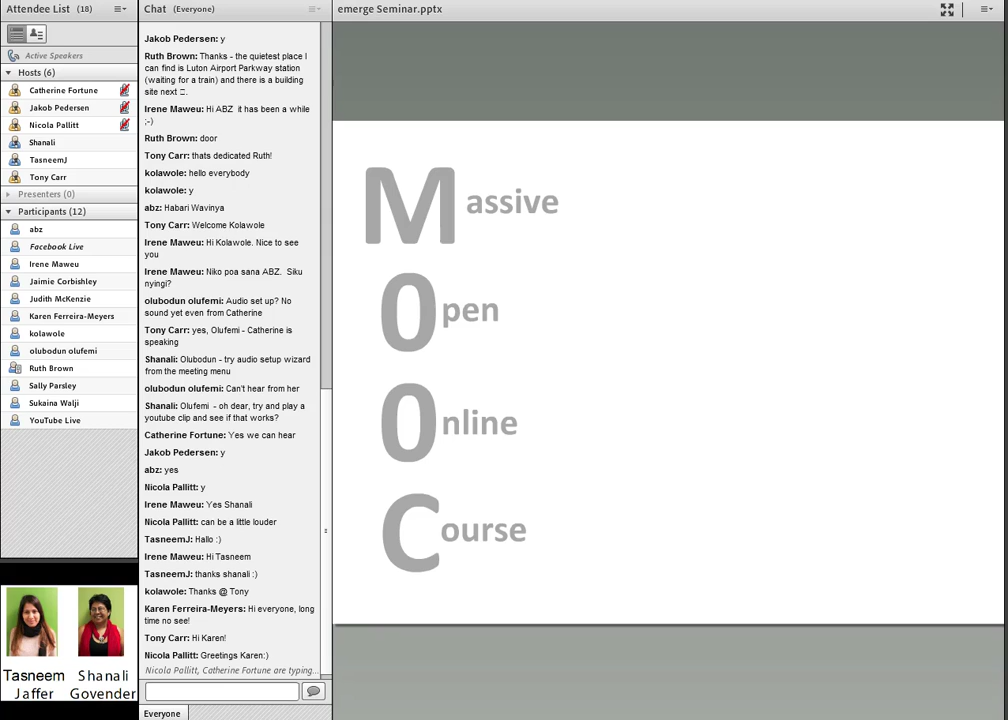 Attendee List (18)
Active Speakers
Hosts (6)
Catherine Fortune
Jakob Pedersen
Nicola Pallitt
Shanali
TasneemJ
Tony Carr
Presenters (0)
Participants (12)
abz
Facebook Live
Irene Maweu
Jaimie Corbishley
Judith McKenzie
Karen Ferreira-Meyers
kolawole
olubodun olufemi
Ruth Brown
Sally Parsley
Sukaina Walji
YouTube Live
Tasneem
Jaffer
Shanali
Govender
Chat (Everyone)
Jakob Pedersen: y
Ruth Brown: Thanks - the quietest place I
can find is Luton Airport Parkway station
(waiting for a train) and there is a building
site next □.
Irene Maweu: Hi ABZ it has been a while
;-)
Ruth Brown: door
Tony Carr: thats dedicated Ruth!
kolawole: hello everybody
kolawole: y
abz: Habari Wavinya
Tony Carr: Welcome Kolawole
Irene Maweu: Hi Kolawole. Nice to see
you
Irene Maweu: Niko poa sana ABZ. Siku
nyingi?
olubodun olufemi: Audio set up? No
sound yet even from Catherine
Tony Carr: yes, Olufemi - Catherine is
speaking
Shanali: Olubodun - try audio setup wizard
from the meeting menu
olubodun olufemi: Can't hear from her
Shanali: Olufemi - oh dear, try and play a
youtube clip and see if that works?
Catherine Fortune: Yes we can hear
Jakob Pedersen: y
abz: yes
Nicola Pallitt: y
Irene Maweu: Yes Shanali
Nicola Pallitt: can be a little louder
TasneemJ: Hallo :)
Irene Maweu: Hi Tasneem
TasneemJ: thanks shanali :)
kolawole: Thanks @ Tony
Karen Ferreira-Meyers: Hi everyone, long
time no see!
Tony Carr: Hi Karen!
Nicola Pallitt: Greetings Karen:)
Nicola Pallitt, Catherine Fortune are typing...
Everyone
emerge Seminar.pptx
Massive
Open
Online
Course